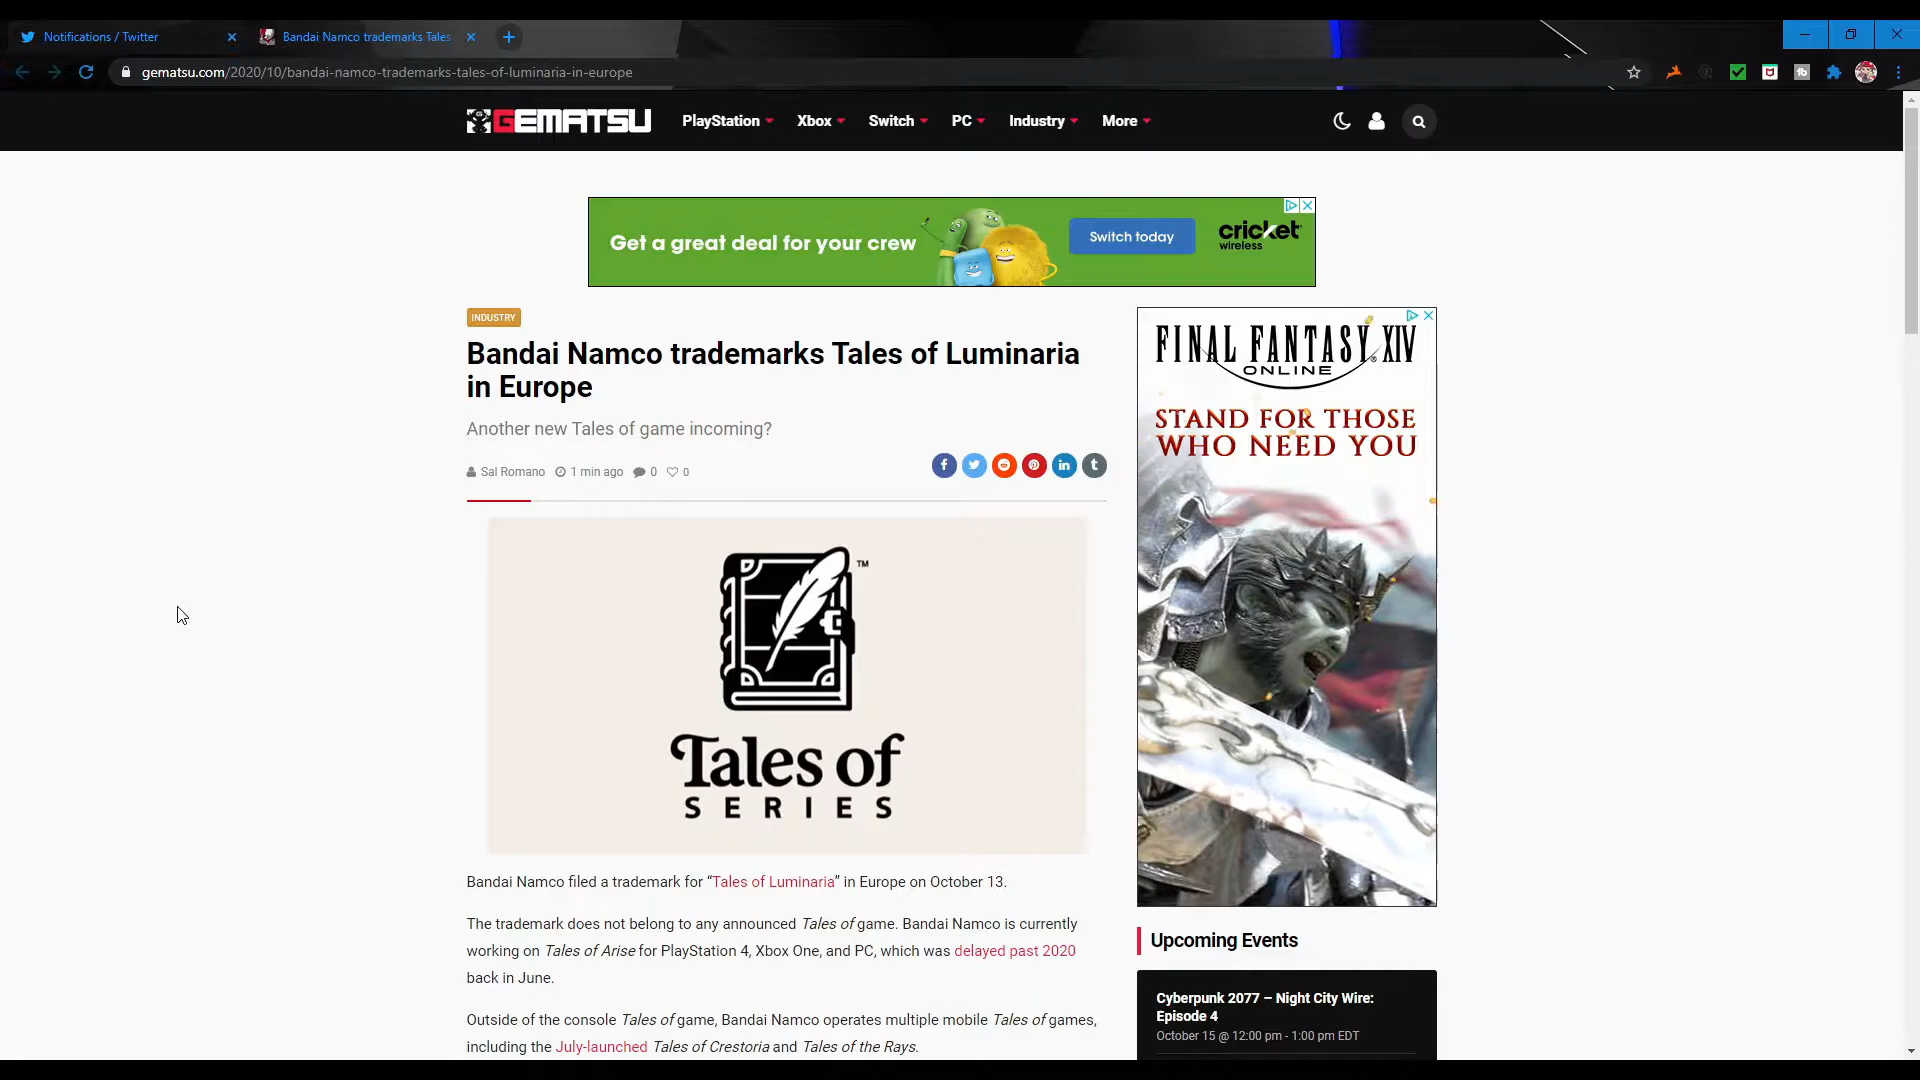 Notifications / Twitter
Bandai Namco trademarks Tales
gematsu.com/2020/10/bandai-namco-trademarks-tales-of-luminaria-in-europe
GEMATSU
PlayStation
Xbox
Switch
PC
Industry
More
Get a great deal for your crew
Switch today
cricket
wireless
INDUSTRY
Bandai Namco trademarks Tales of Luminaria
in Europe
Another new Tales of game incoming?
Sal Romano 1 min ago 0 0
Tales of
SERIES
TM
Bandai Namco filed a trademark for “Tales of Luminaria” in Europe on October 13.
The trademark does not belong to any announced Tales of game. Bandai Namco is currently
working on Tales of Arise for PlayStation 4, Xbox One, and PC, which was delayed past 2020
back in June.
Outside of the console Tales of game, Bandai Namco operates multiple mobile Tales of games,
including the July-launched Tales of Crestoria and Tales of the Rays.
FINAL FANTASY XIV
ONLINE
STAND FOR THOSE
WHO NEED YOU
Upcoming Events
Cyberpunk 2077 – Night City Wire:
Episode 4
October 15 @ 12:00 pm - 1:00 pm EDT